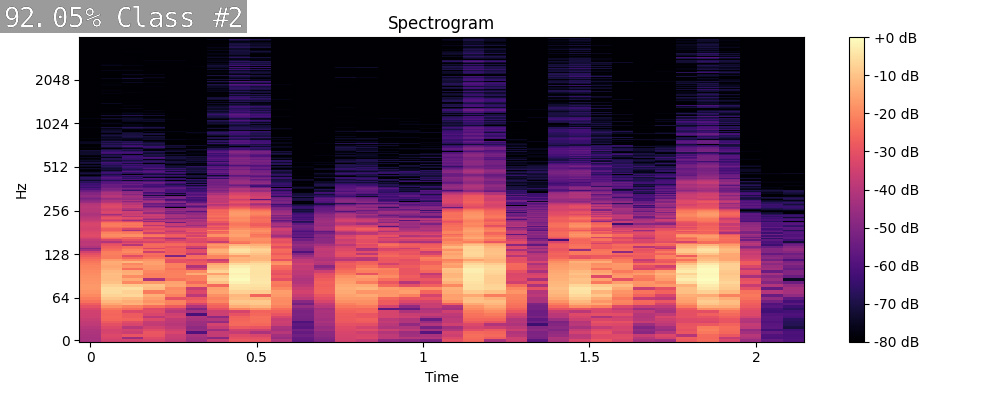 92.05% Class #2
Spectrogram
Hz
2048
1024
512
256
128
64
0
0
0.5
1
1.5
2
Time
+0 dB
-10 dB
-20 dB
-30 dB
-40 dB
-50 dB
-60 dB
-70 dB
-80 dB